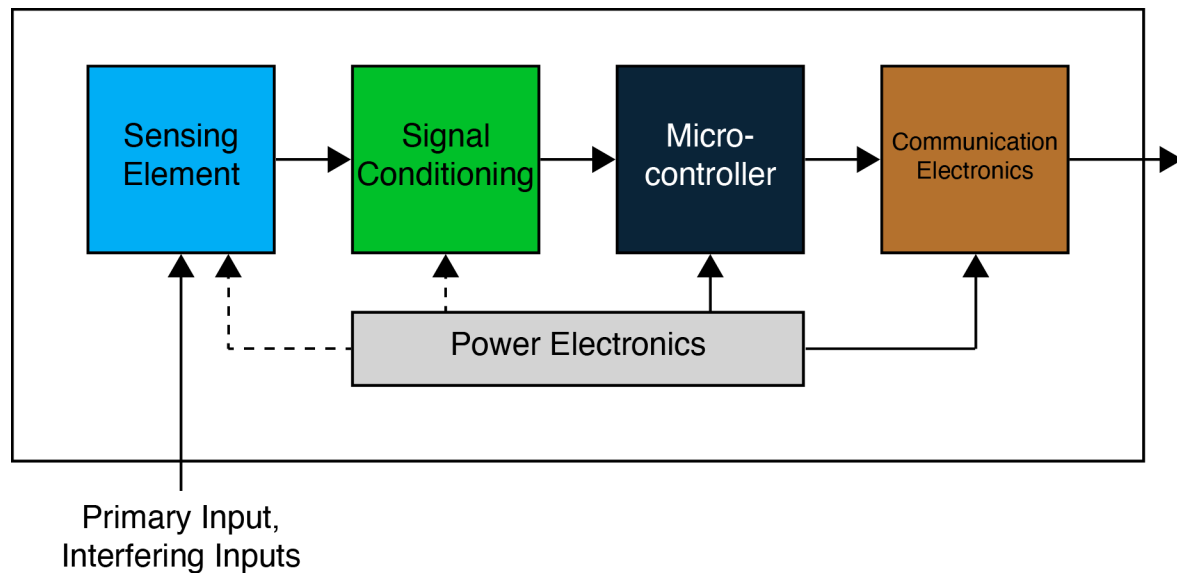 Sensing
Element
Signal
Conditioning
Micro-
controller
Communication
Electronics
Power Electronics
Primary Input,
Interfering Inputs